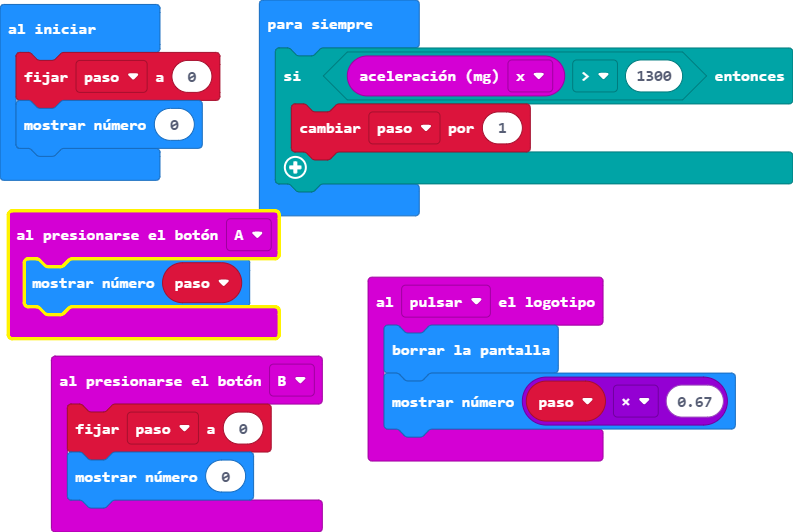 al iniciar
fijar paso a 0
mostrar número 0
para siempre
si aceleración (mg) x > 1300 entonces
cambiar paso por 1
al presionarse el botón A
mostrar número paso
al pulsar el logotipo
borrar la pantalla
mostrar número paso × 0.67
al presionarse el botón B
fijar paso a 0
mostrar número 0